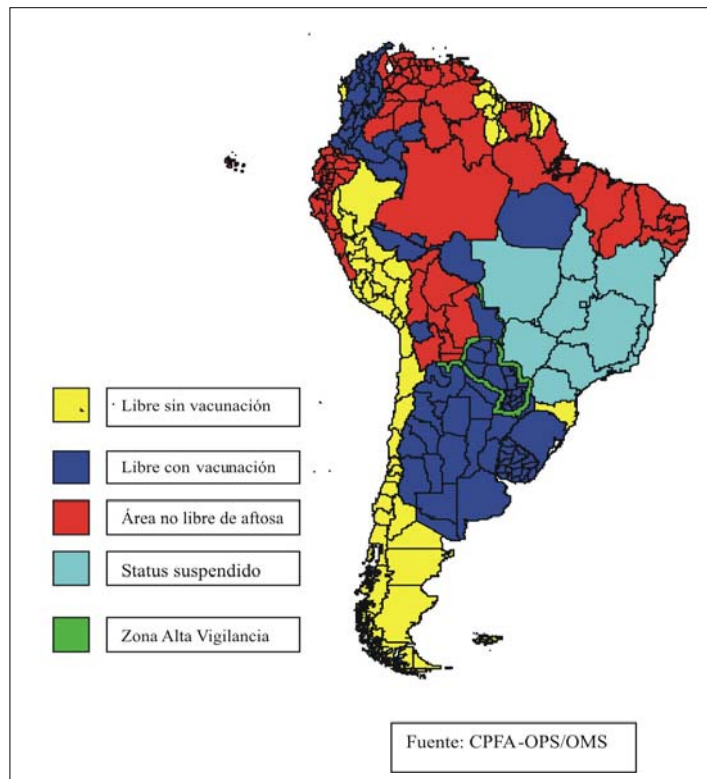 Libre sin vacunación
Libre con vacunación
Área no libre de aftosa
Status suspendido
Zona Alta Vigilancia
Fuente: CPFA-OPS/OMS